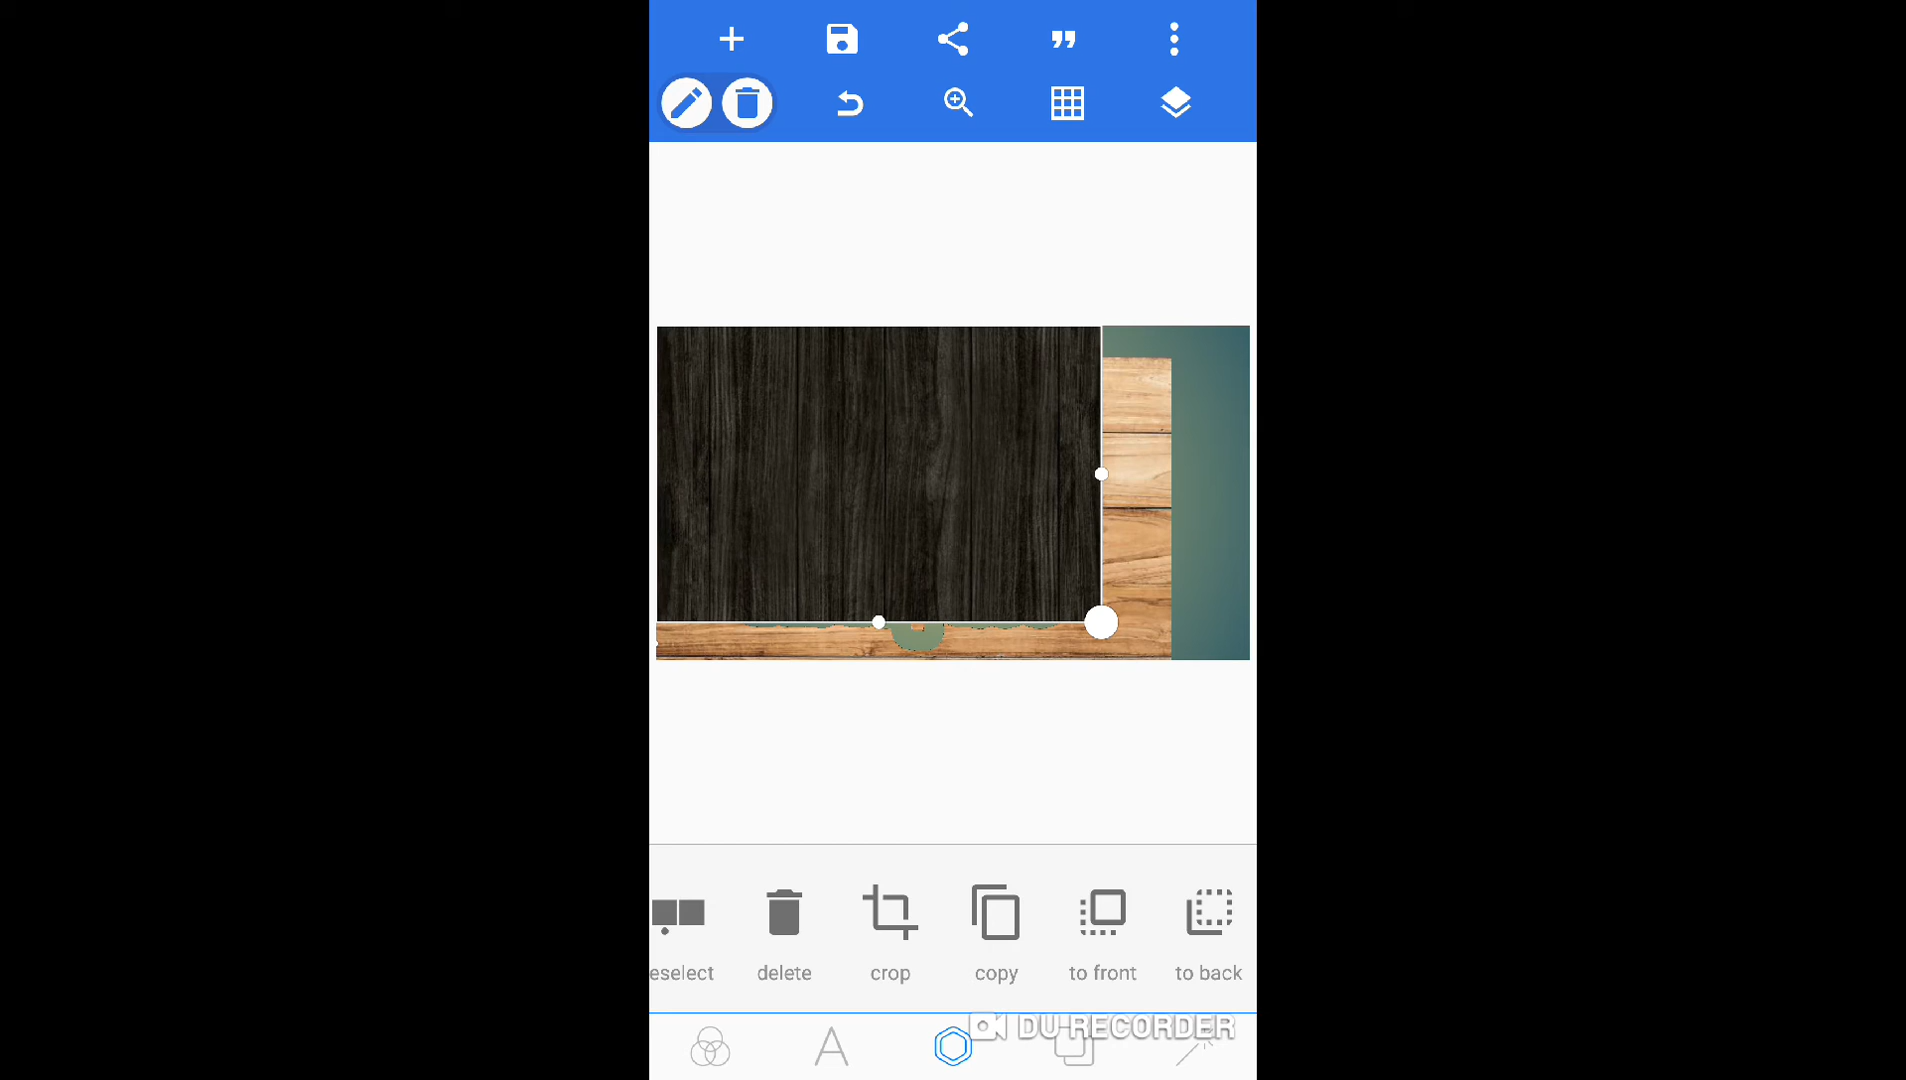 eselect
delete
crop
copy
to front
to back
DU RECORDER